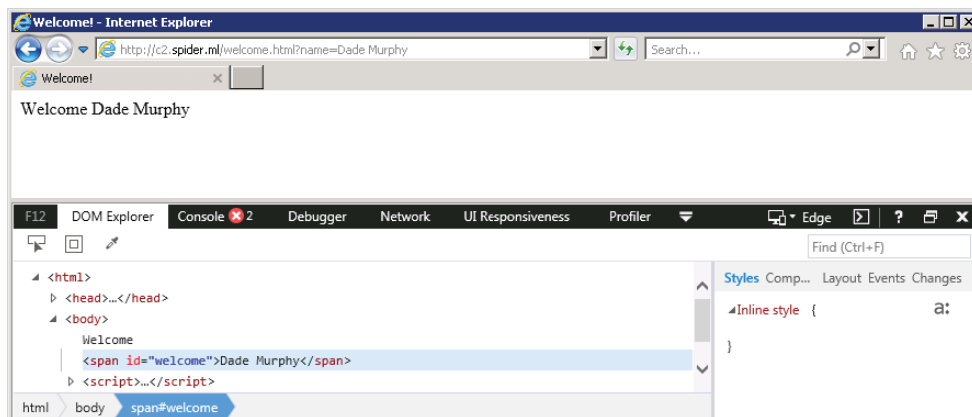 Welcome! - Internet Explorer
http://c2.spider.ml/welcome.html?name=Dade Murphy
Search...
Welcome!
Welcome Dade Murphy
F12 DOM Explorer Console 2 Debugger Network UI Responsiveness Profiler Edge ?
Find (Ctrl+F)
<html>
<head>…</head>
<body>
Welcome
<span id="welcome">Dade Murphy</span>
<script>…</script>
html body span#welcome
Styles Comp... Layout Events Changes
Inline style {
a:
}